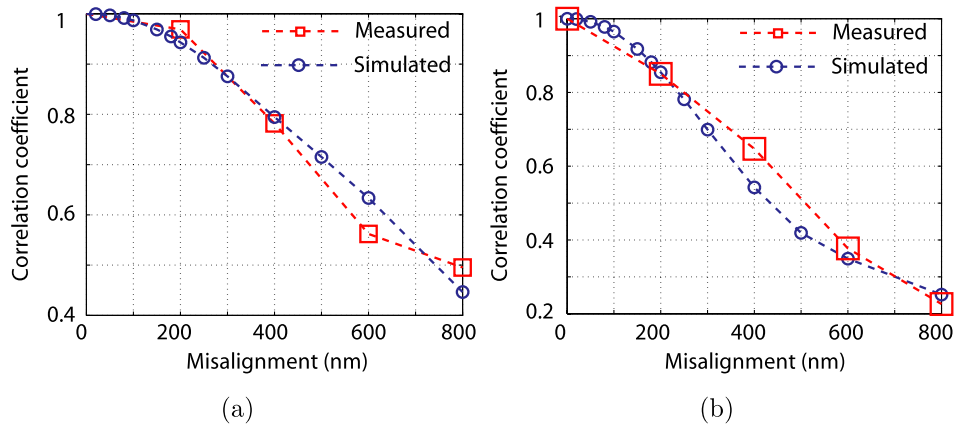 1
0.8
0.6
0.4
Correlation coefficient
Measured
Simulated
0 200 400 600 800
Misalignment (nm)
(a)
1
0.8
0.6
0.4
0.2
Correlation coefficient
Measured
Simulated
0 200 400 600 800
Misalignment (nm)
(b)